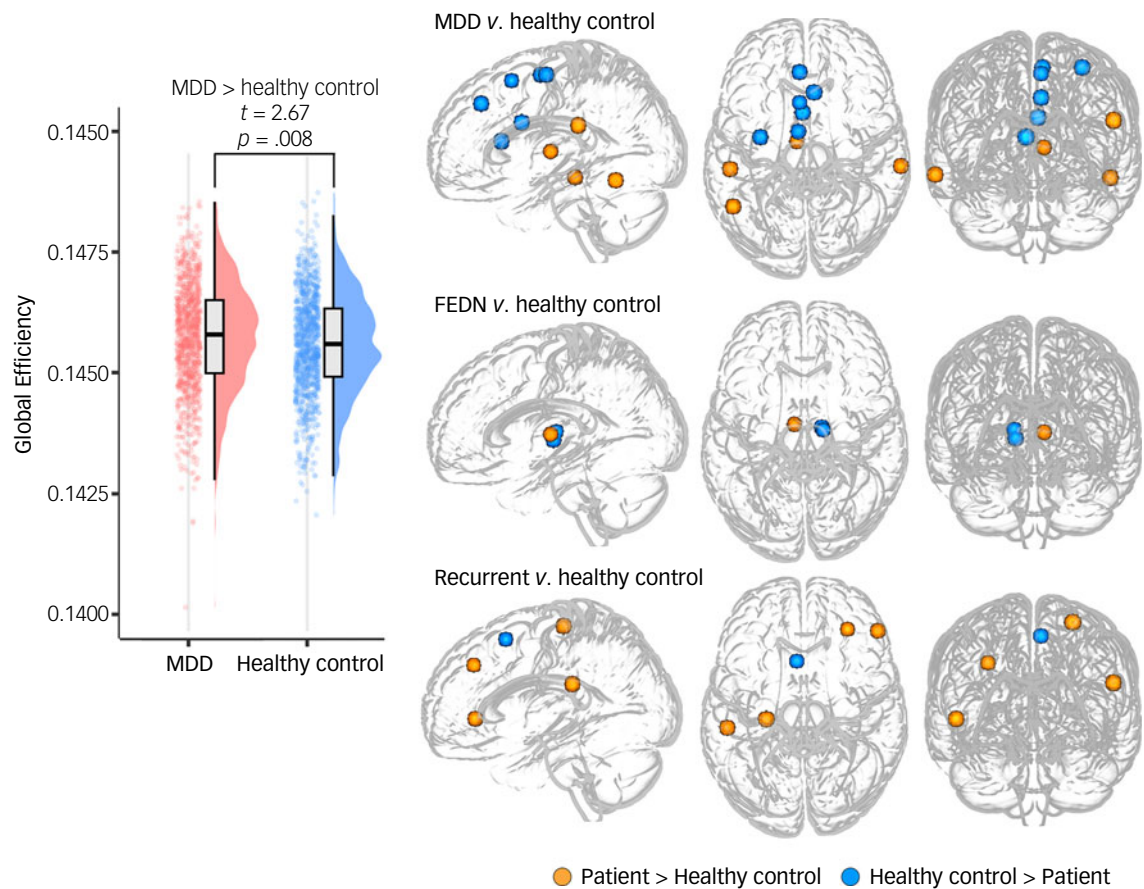 MDD v. healthy control
MDD > healthy control
t = 2.67
p = .008
Global Efficiency
0.1450
0.1475
0.1450
0.1425
0.1400
MDD
Healthy control
FEDN v. healthy control
Recurrent v. healthy control
Patient > Healthy control
Healthy control > Patient